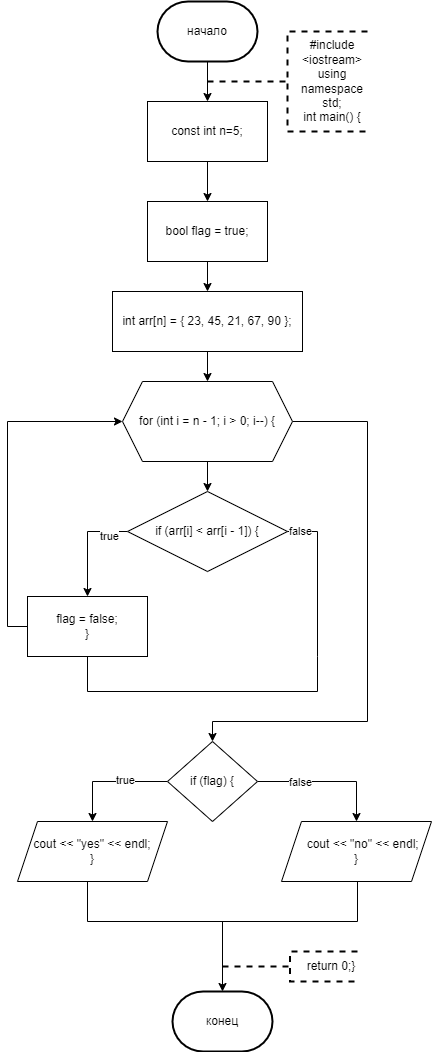 начало
#include
<iostream>
using
namespace
std;
int main() {
const int n=5;
bool flag = true;
int arr[n] = { 23, 45, 21, 67, 90 };
for (int i = n - 1; i > 0; i--) {
if (arr[i] < arr[i - 1]) {
true
false
flag = false;
}
if (flag) {
true
false
cout << "yes" << endl;
}
cout << "no" << endl;
}
return 0;}
конец